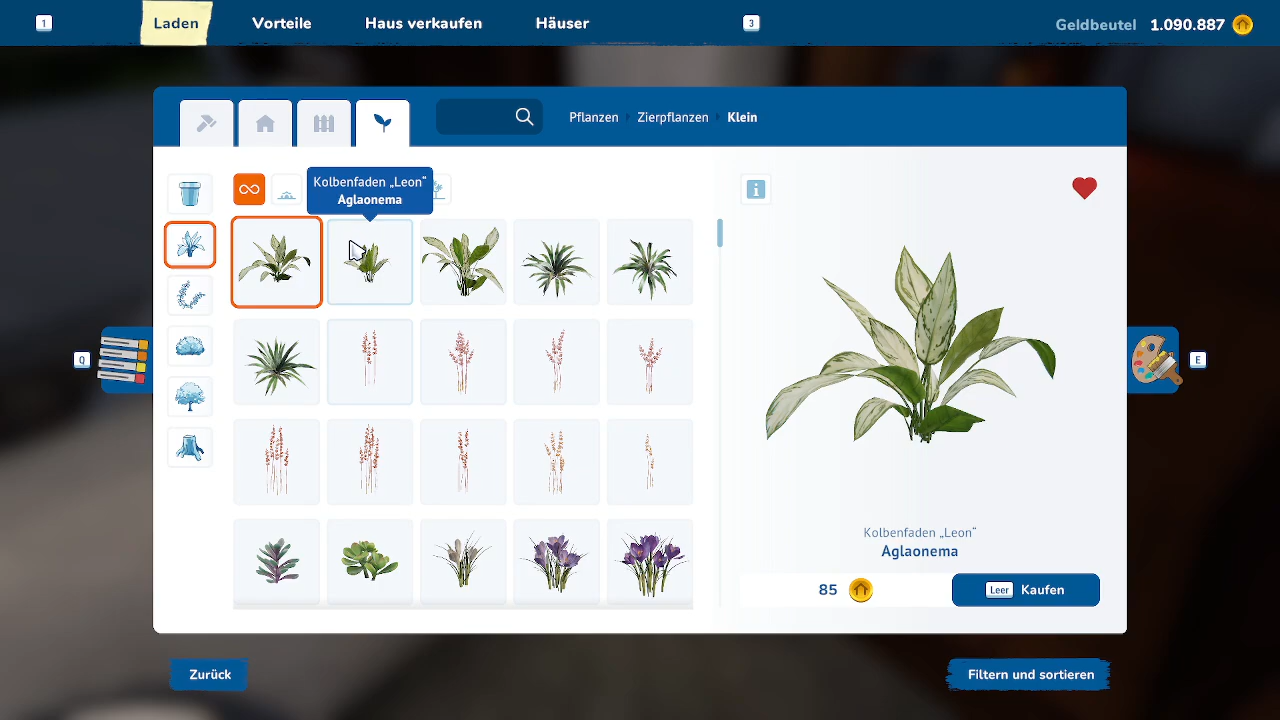 1
Laden
Vorteile
Haus verkaufen
Häuser
3
Geldbeutel 1.090.887
Pflanzen
Zierpflanzen
Klein
Kolbenfaden „Leon“
Aglaonema
Q
E
Kolbenfaden „Leon“
Aglaonema
85
Leer Kaufen
Zurück
Filtern und sortieren